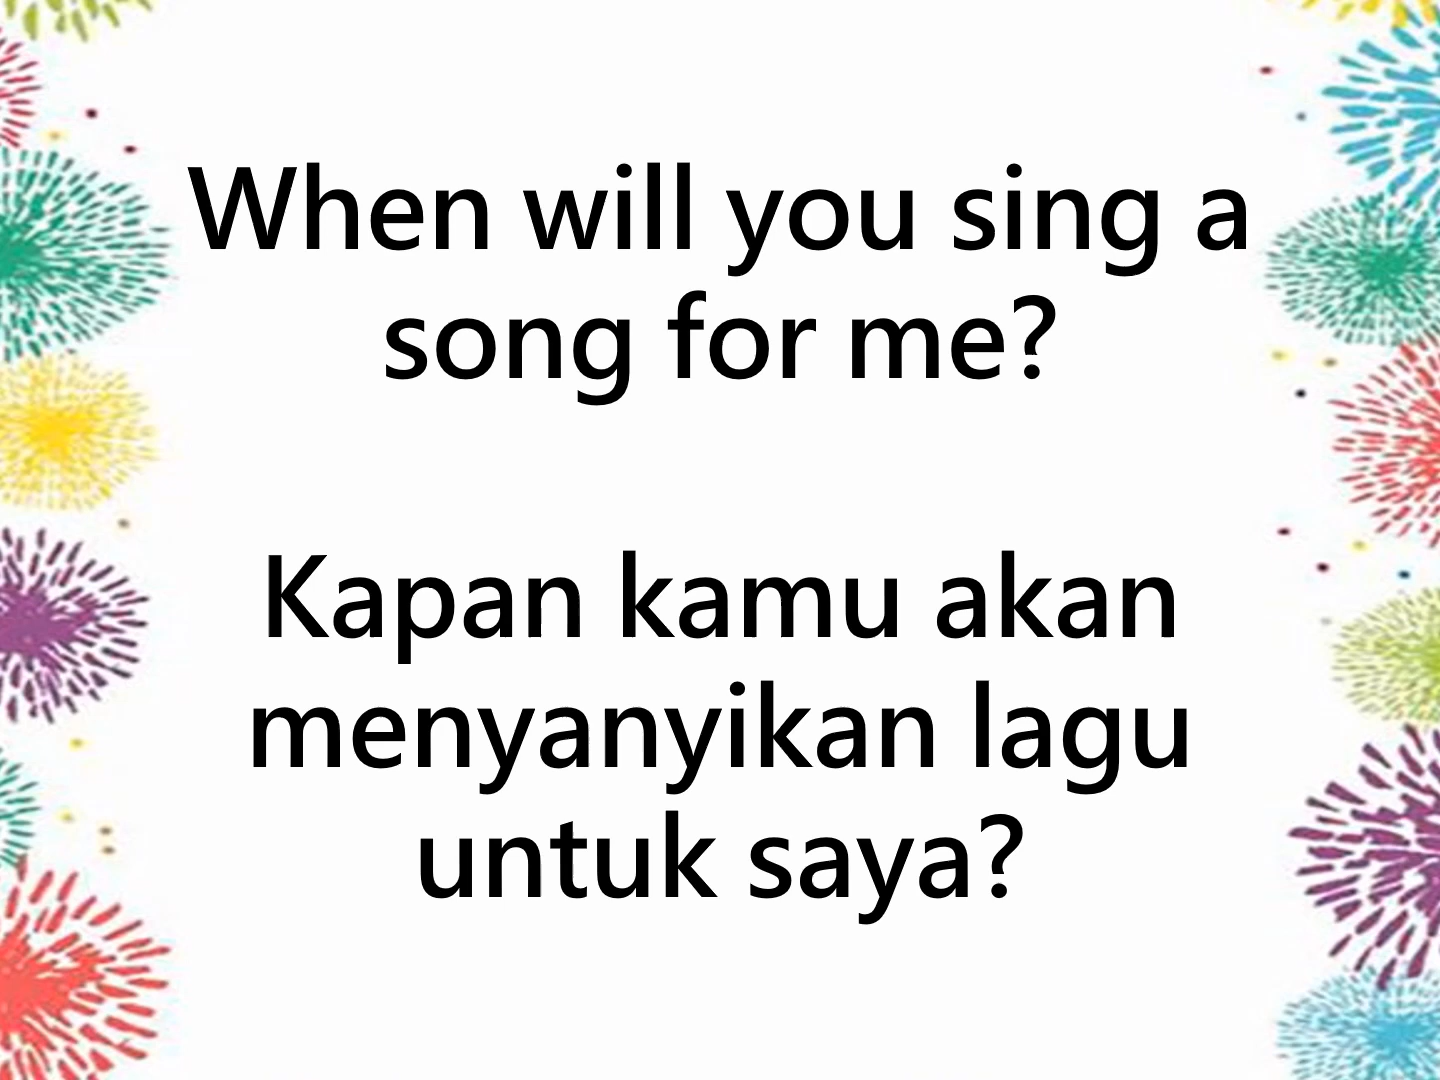 When will you sing a
song for me?
Kapan kamu akan
menyanyikan lagu
untuk saya?